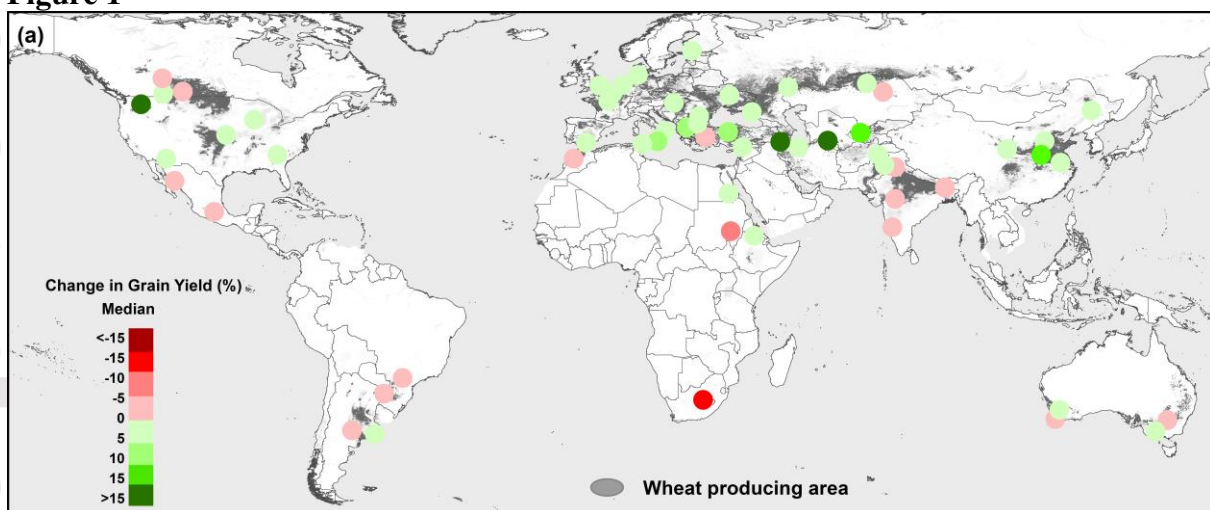 Figure 1
(a)
Change in Grain Yield (%)
Median
<-15
-15
-10
-5
0
5
10
15
>15
Wheat producing area